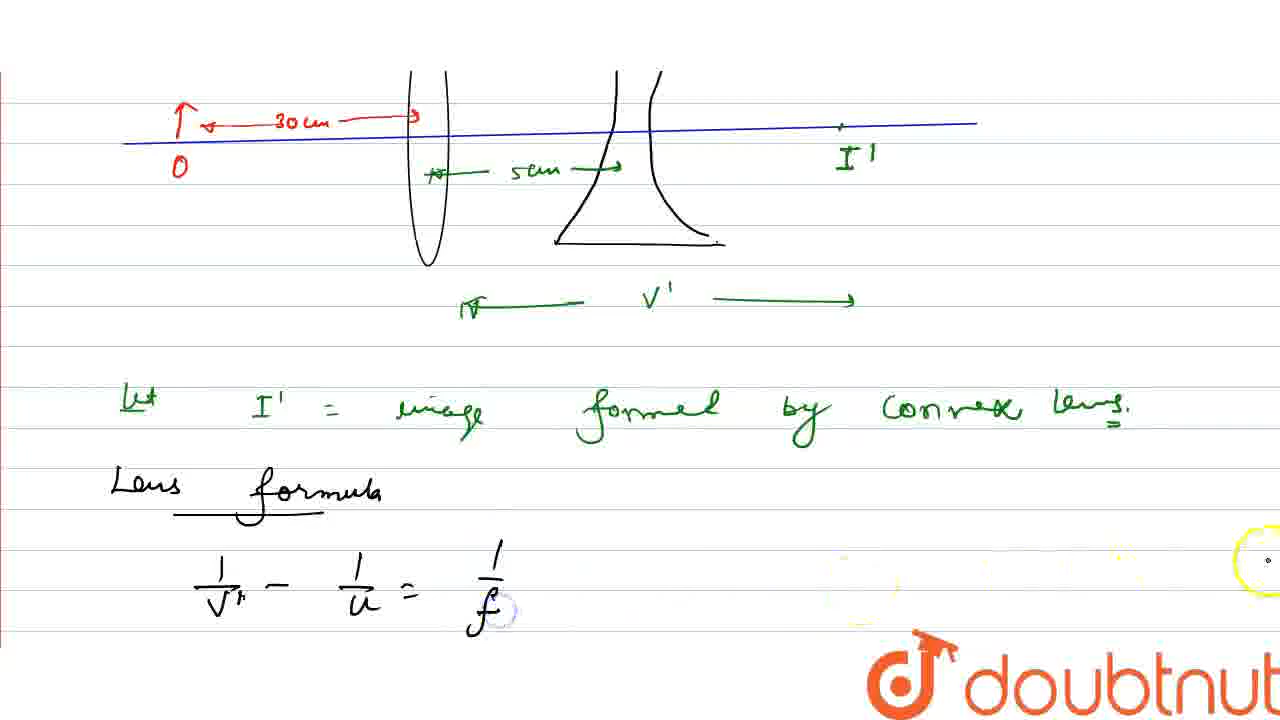 30cm
O
5cm
I'
V'
Let I' = image formed by convex lens.
Lens formula
1/V' - 1/u = 1/f
doubtnut